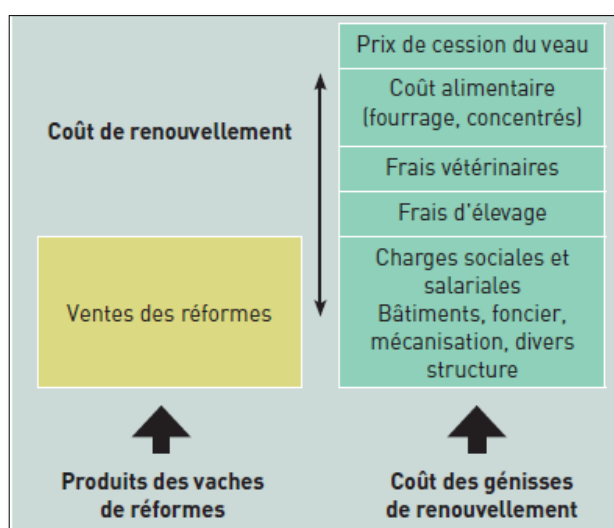 Prix de cession du veau
Coût alimentaire
(fourrage, concentrés)
Coût de renouvellement
Frais vétérinaires
Frais d'élevage
Ventes des réformes
Charges sociales et
salariales
Bâtiments, foncier,
mécanisation, divers
structure
Produits des vaches
de réformes
Coût des génisses
de renouvellement